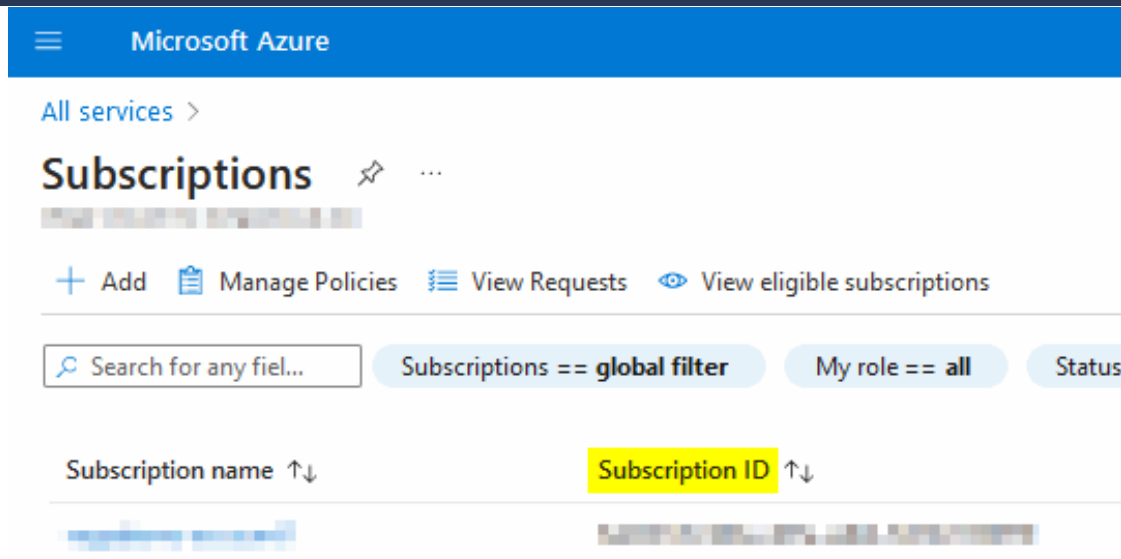 Microsoft Azure
All services >
Subscriptions ...
+ Add Manage Policies View Requests View eligible subscriptions
Search for any fiel... Subscriptions == global filter My role == all Status
Subscription name ↑↓ Subscription ID ↑↓